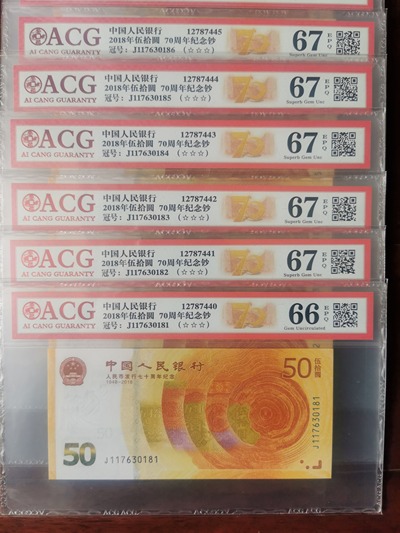 ACG
AI CANG GUARANTY
中国人民银行 12787445
2018年伍拾圆 70周年纪念钞
冠号: J117630186 (☆☆☆)
67 EPQ
Superb Gem Unc
ACG
AI CANG GUARANTY
中国人民银行 12787444
2018年伍拾圆 70周年纪念钞
冠号: J117630185 (☆☆☆)
67 EPQ
Superb Gem Unc
ACG
AI CANG GUARANTY
中国人民银行 12787443
2018年伍拾圆 70周年纪念钞
冠号: J117630184 (☆☆☆)
67 EPQ
Superb Gem Unc
ACG
AI CANG GUARANTY
中国人民银行 12787442
2018年伍拾圆 70周年纪念钞
冠号: J117630183 (☆☆☆)
67 EPQ
Superb Gem Unc
ACG
AI CANG GUARANTY
中国人民银行 12787441
2018年伍拾圆 70周年纪念钞
冠号: J117630182 (☆☆☆)
67 EPQ
Superb Gem Unc
ACG
AI CANG GUARANTY
中国人民银行 12787440
2018年伍拾圆 70周年纪念钞
冠号: J117630181 (☆☆☆)
66 EPQ
Gem Uncirculated
中国人民银行
人民币发行七十周年纪念
1948-2018
50 伍拾圆
J117630181
50
J117630181